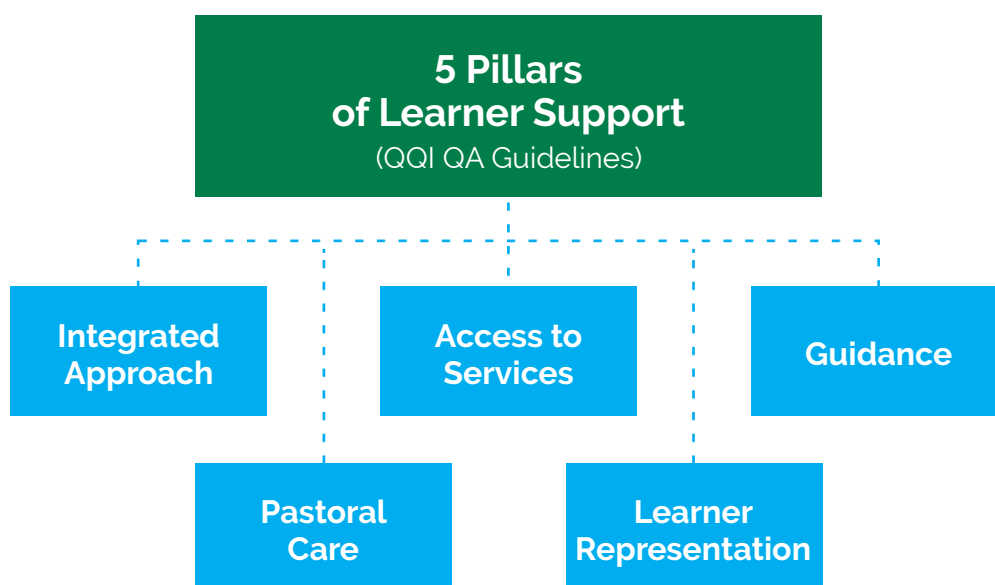 5 Pillars
of Learner Support
(QQI QA Guidelines)
Integrated
Approach
Access to
Services
Guidance
Pastoral
Care
Learner
Representation